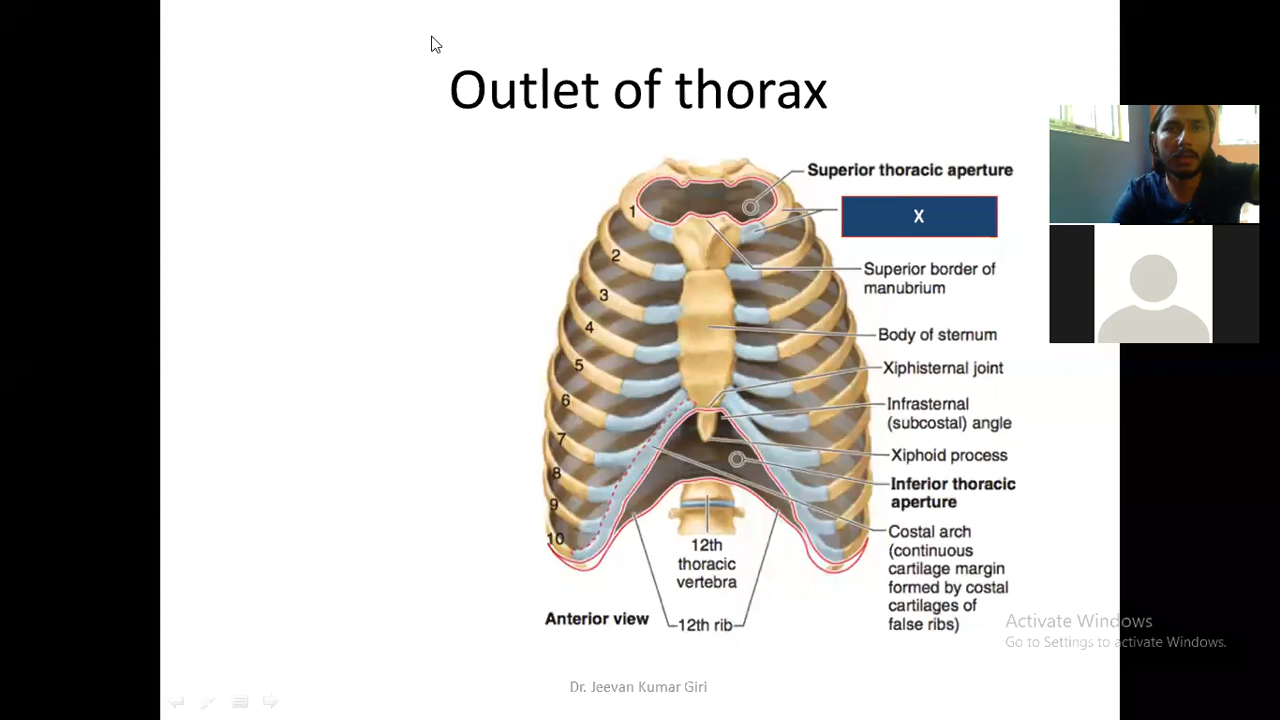 Outlet of thorax
Superior thoracic aperture
X
1
2
3
4
5
6
7
8
9
10
Superior border of
manubrium
Body of sternum
Xiphisternal joint
Infrasternal
(subcostal) angle
Xiphoid process
Inferior thoracic
aperture
Costal arch
(continuous
cartilage margin
formed by costal
cartilages of
false ribs)
12th
thoracic
vertebra
12th rib
Anterior view
Activate Windows
Go to Settings to activate Windows.
Dr. Jeevan Kumar Giri